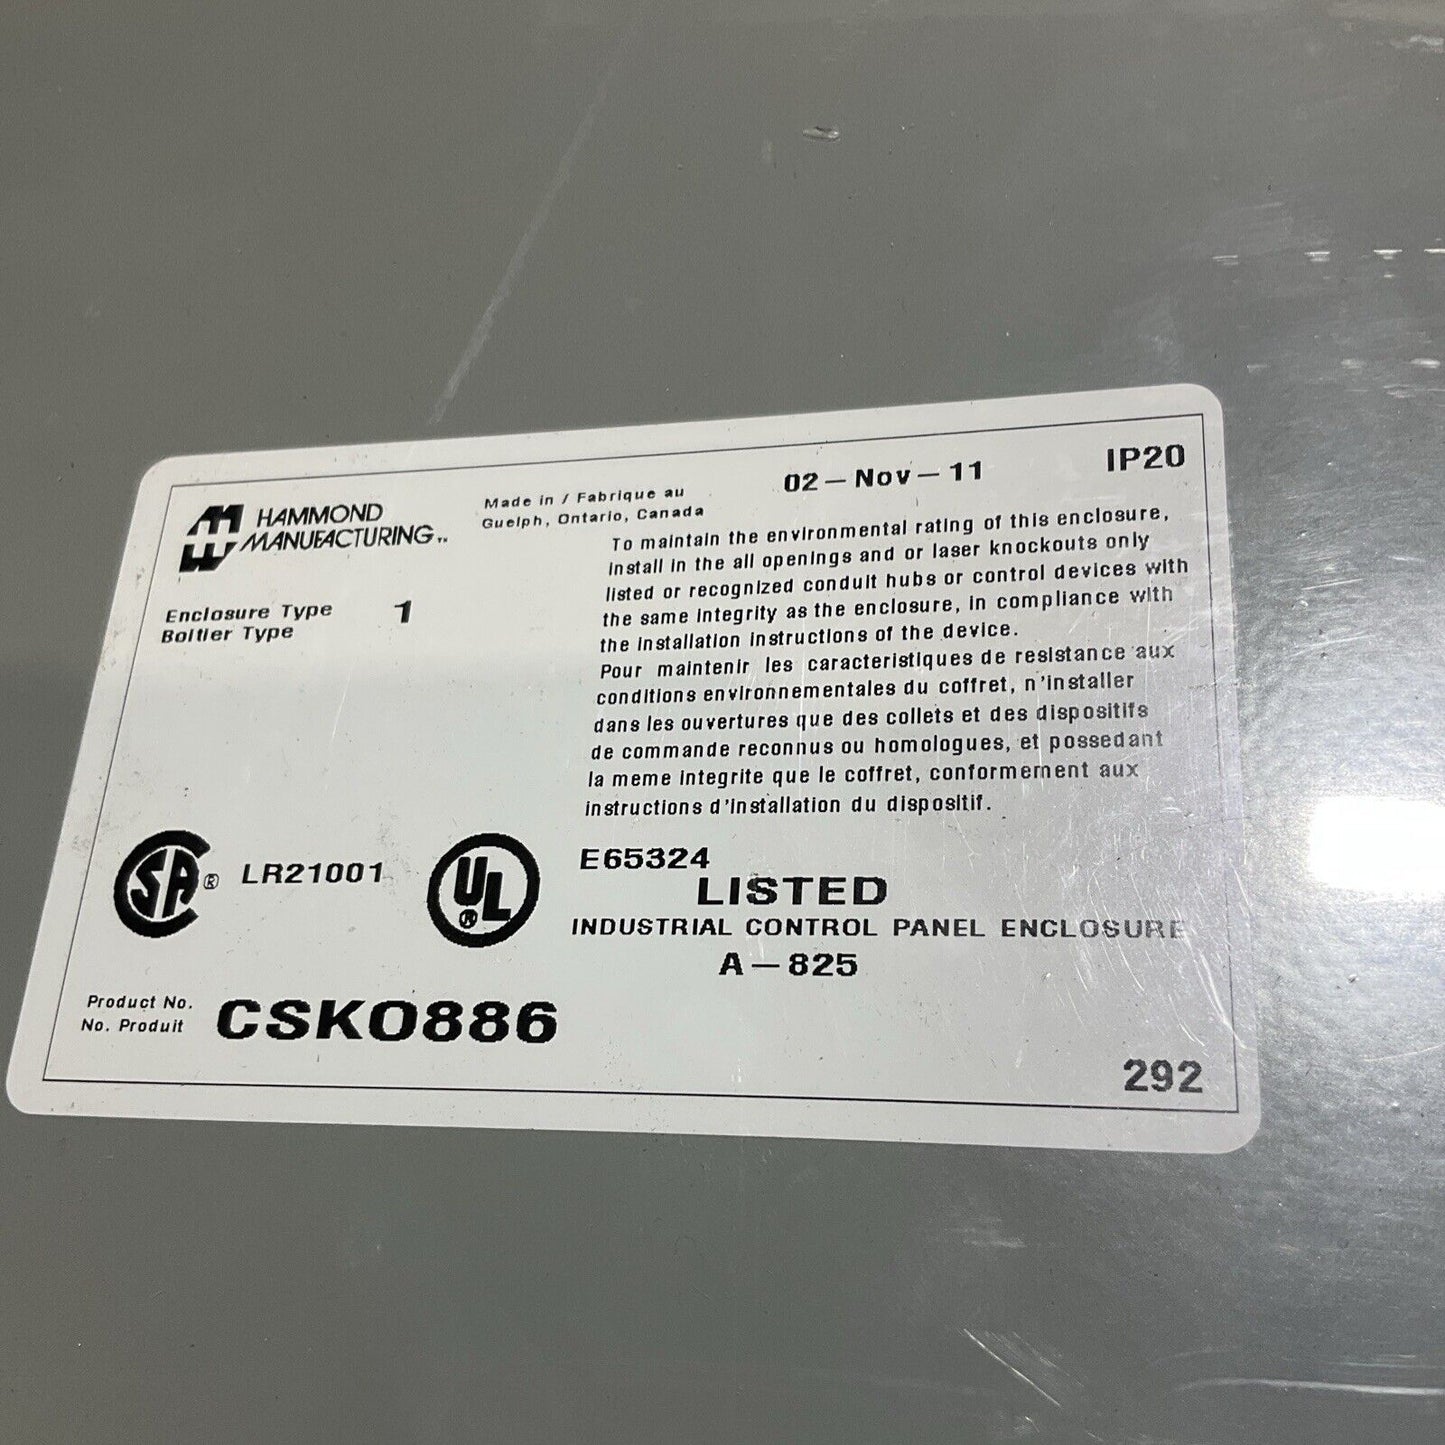 HAMMOND
MANUFACTURING™
Made in / Fabrique au
Guelph, Ontario, Canada
02-Nov-11
IP20
Enclosure Type 1
Boitier Type
To maintain the environmental rating of this enclosure,
install in the all openings and or laser knockouts only
listed or recognized conduit hubs or control devices with
the same integrity as the enclosure, in compliance with
the installation instructions of the device.
Pour maintenir les caracteristiques de resistance aux
conditions environnementales du coffret, n'installer
dans les ouvertures que des collets et des dispositifs
de commande reconnus ou homologues, et possedant
la meme integrite que le coffret, conformement aux
instructions d'installation du dispositif.
SA® LR21001
UL®
E65324
LISTED
INDUSTRIAL CONTROL PANEL ENCLOSURE
A-825
Product No.
No. Produit
CSKO886
292